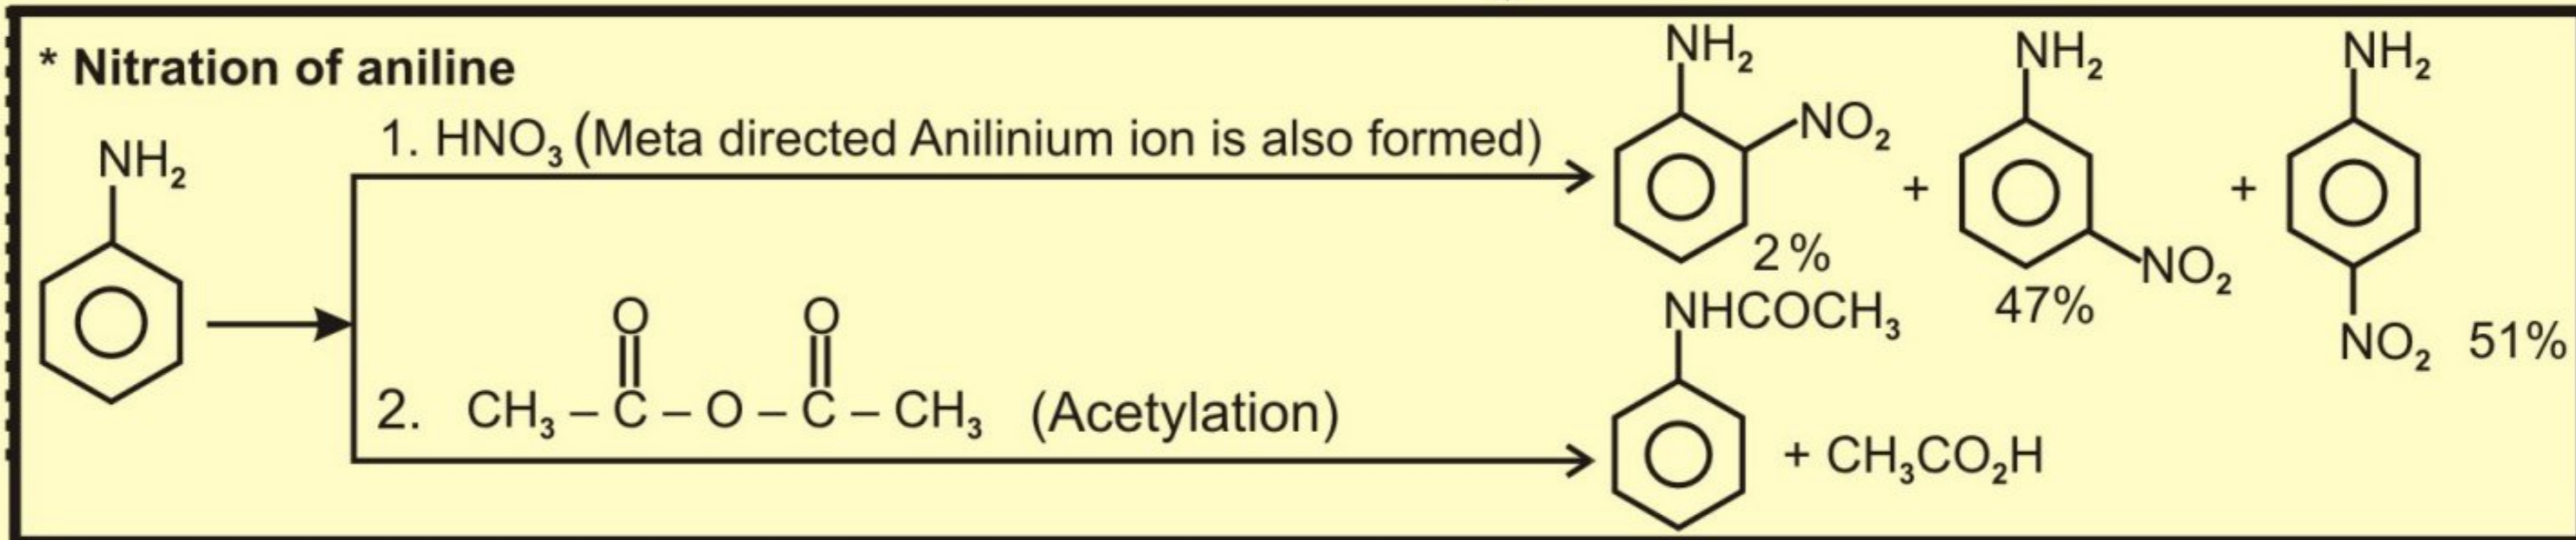 * Nitration of aniline
NH₂
1. HNO₃ (Meta directed Anilinium ion is also formed)
NH₂
NO₂
2%
+
NH₂
NO₂
47%
+
NH₂
NO₂ 51%
O O
|| ||
2. CH₃ – C – O – C – CH₃ (Acetylation)
NHCOCH₃
+ CH₃CO₂H